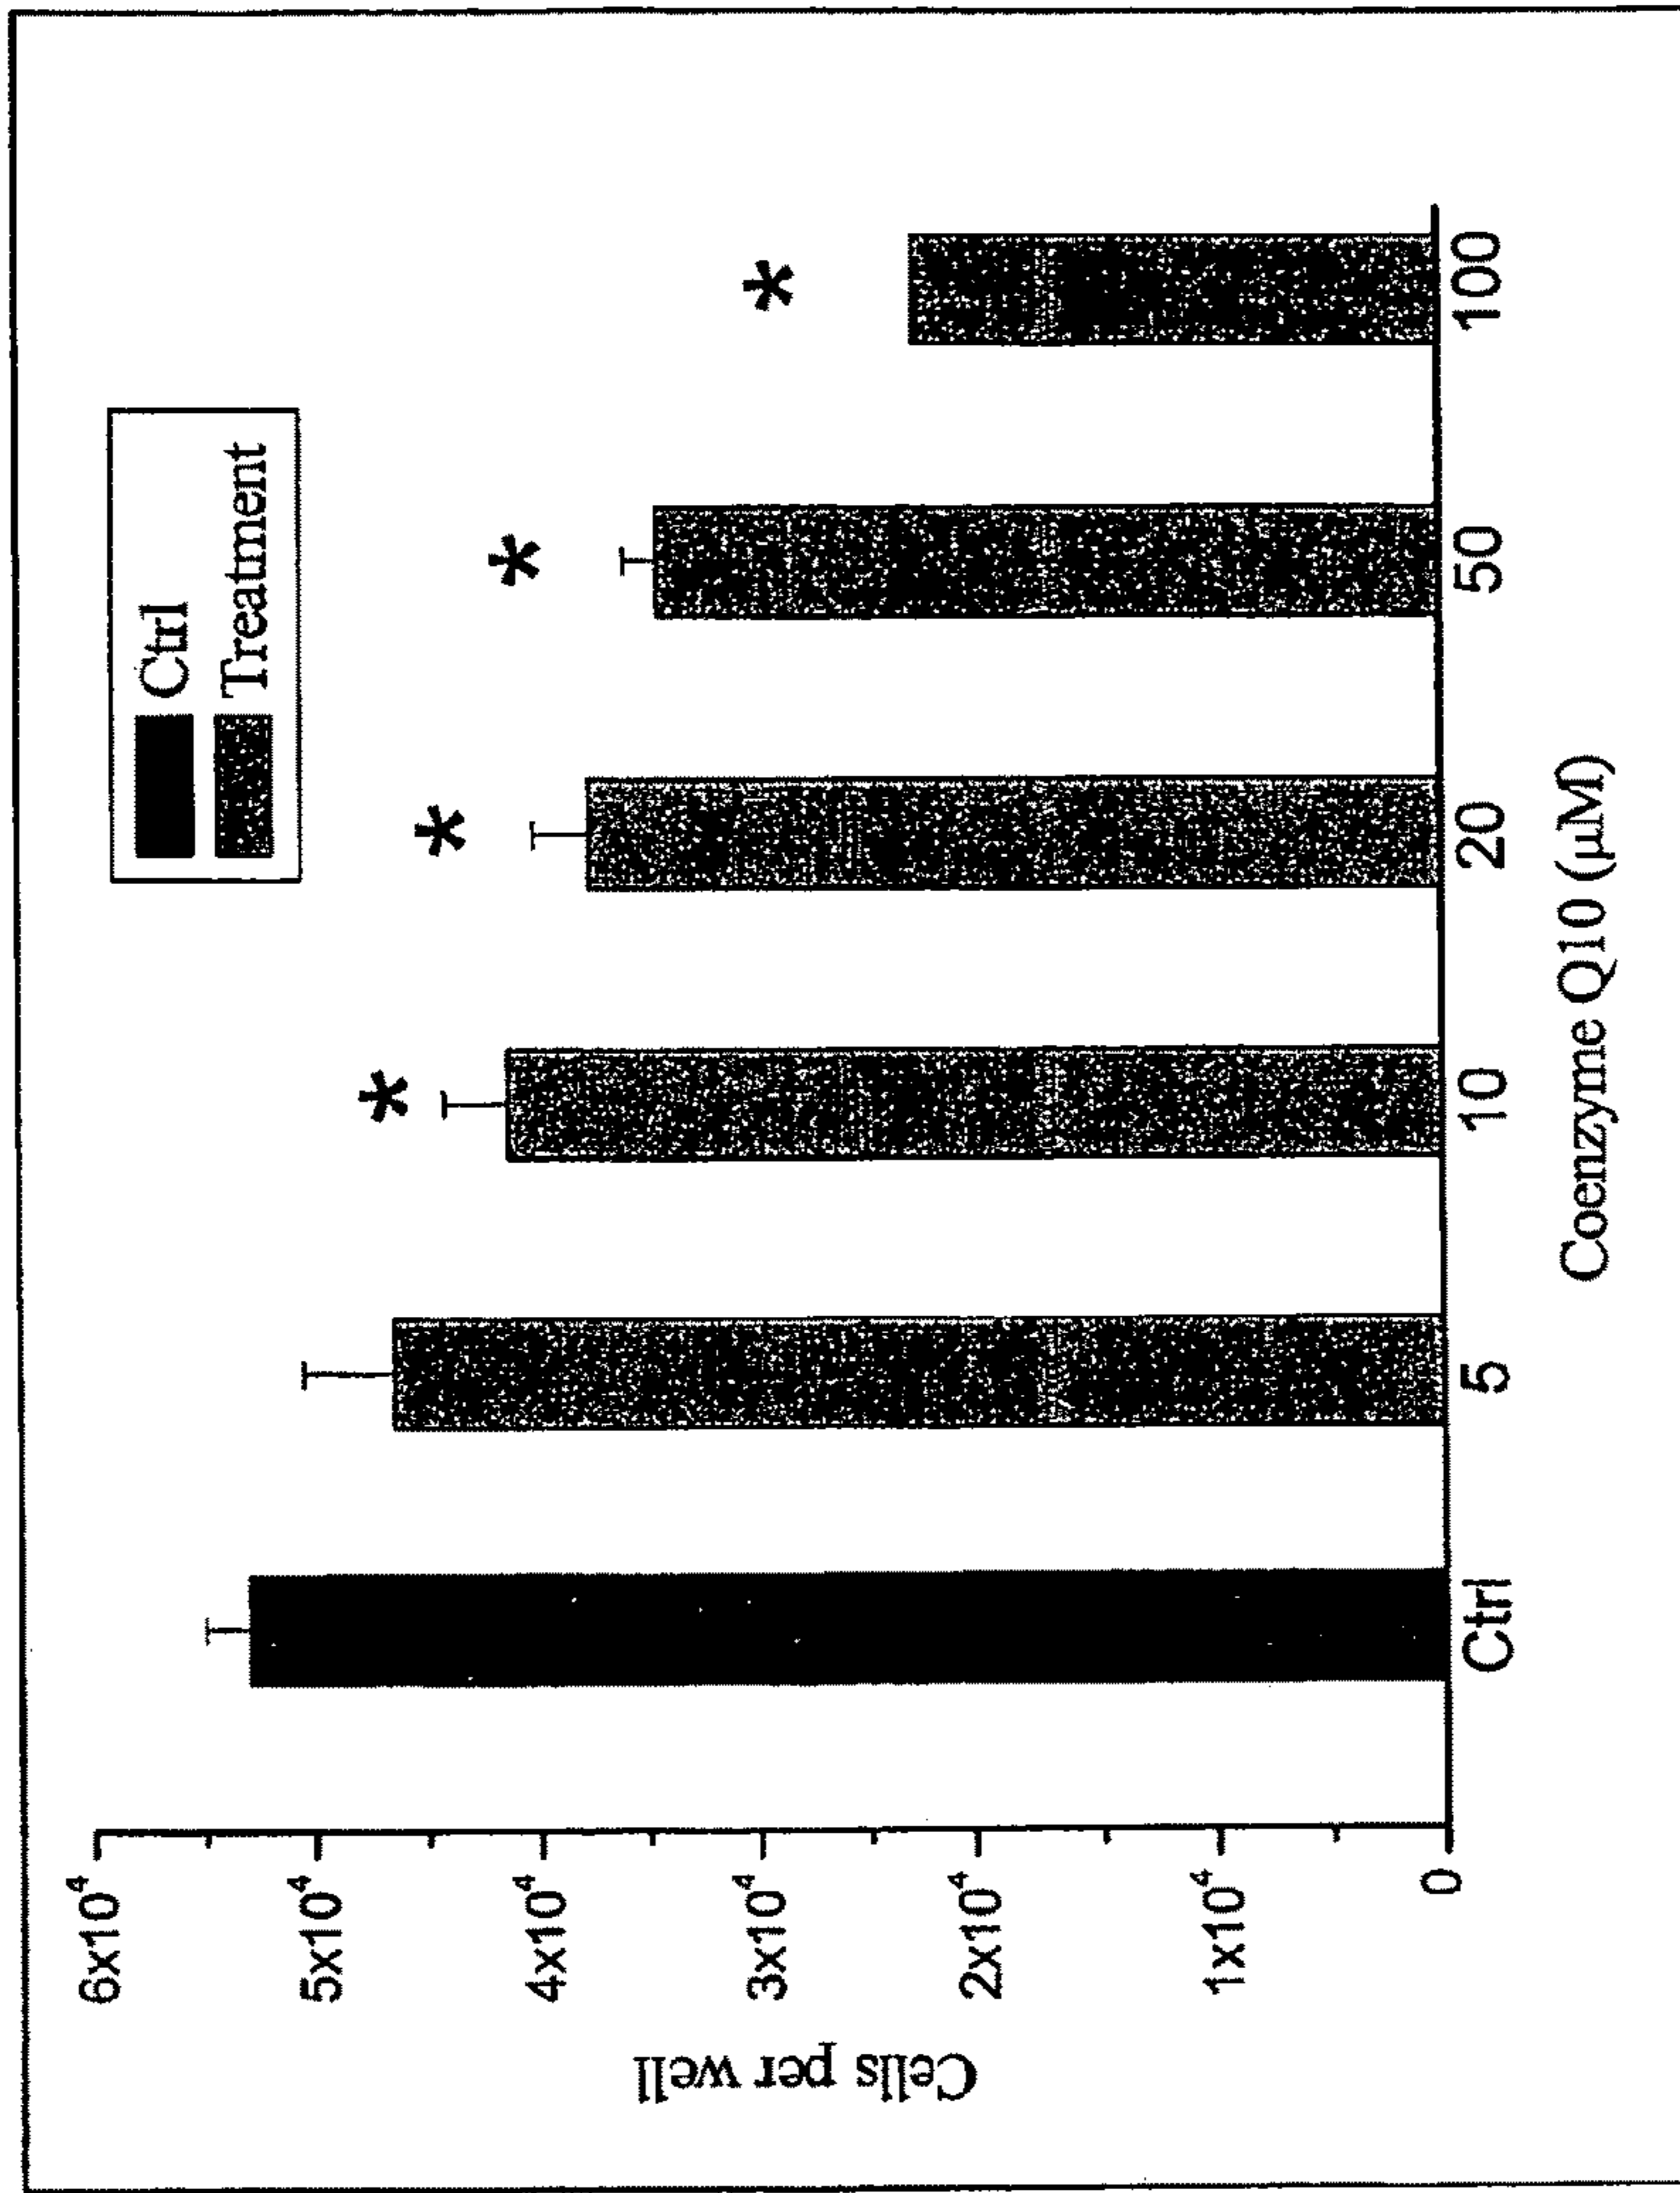 Ctrl
Treatment
6x10⁴
5x10⁴
4x10⁴
3x10⁴
2x10⁴
1x10⁴
0
Cells per well
*
*
*
*
Ctrl 5 10 20 50 100
Coenzyme Q10 (µM)